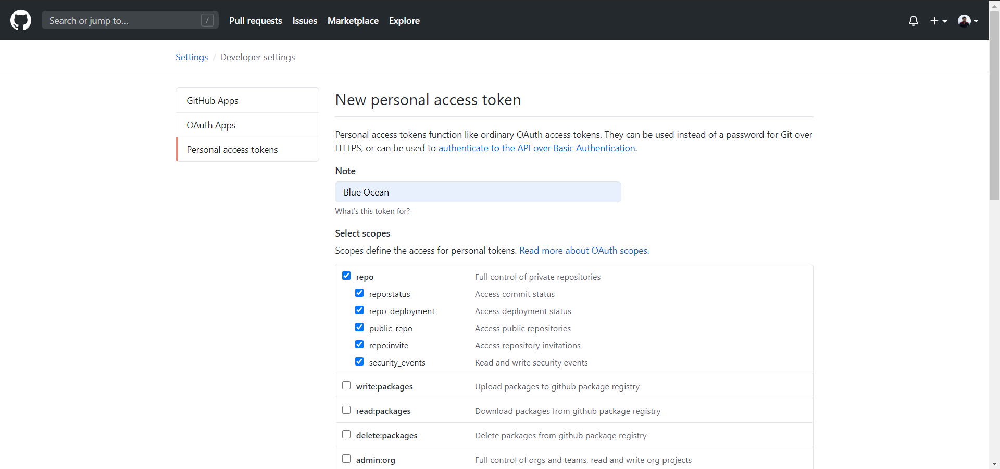 Search or jump to... /
Pull requests Issues Marketplace Explore
Settings / Developer settings
GitHub Apps
OAuth Apps
Personal access tokens
New personal access token
Personal access tokens function like ordinary OAuth access tokens. They can be used instead of a password for Git over
HTTPS, or can be used to authenticate to the API over Basic Authentication.
Note
Blue Ocean
What's this token for?
Select scopes
Scopes define the access for personal tokens. Read more about OAuth scopes.
repo Full control of private repositories
repo:status Access commit status
repo_deployment Access deployment status
public_repo Access public repositories
repo:invite Access repository invitations
security_events Read and write security events
write:packages Upload packages to github package registry
read:packages Download packages from github package registry
delete:packages Delete packages from github package registry
admin:org Full control of orgs and teams, read and write org projects